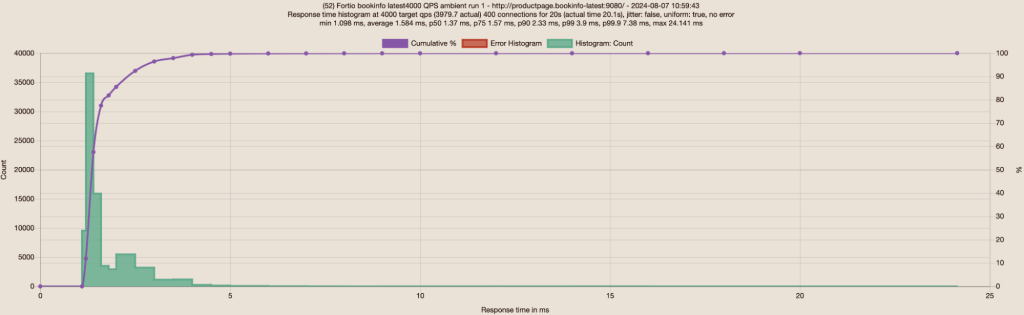 (52) Fortio bookinfo latest4000 QPS ambient run 1 - http://productpage.bookinfo-latest:9080/ - 2024-08-07 10:59:43
Response time histogram at 4000 target qps (3979.7 actual) 400 connections for 20s (actual time 20.1s), jitter: false, uniform: true, no error
min 1.098 ms, average 1.584 ms, p50 1.37 ms, p75 1.57 ms, p90 2.33 ms, p99 3.9 ms, p99.9 7.38 ms, max 24.141 ms
Cumulative % Error Histogram Histogram: Count
40000 100
35000 90
30000 80
70
25000 60
20000 50
15000 40
30
10000 20
5000 10
0 0
Count
%
0 5 10 15 20 25
Response time in ms